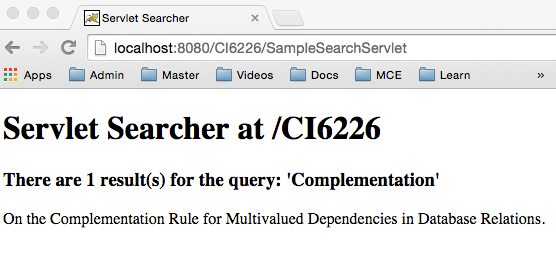 Servlet Searcher
localhost:8080/CI6226/SampleSearchServlet
Apps Admin Master Videos Docs MCE Learn »
Servlet Searcher at /CI6226
There are 1 result(s) for the query: 'Complementation'
On the Complementation Rule for Multivalued Dependencies in Database Relations.